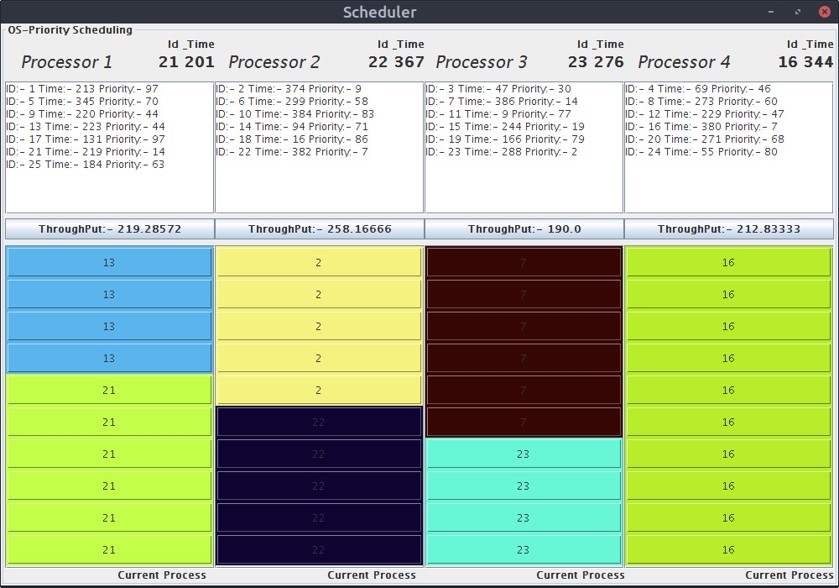 Scheduler
OS-Priority Scheduling
Processor 1 Id _Time 21 201
Processor 2 Id _Time 22 367
Processor 3 Id _Time 23 276
Processor 4 Id _Time 16 344
ID:- 1 Time:- 213 Priority:- 97
ID:- 5 Time:- 345 Priority:- 70
ID:- 9 Time:- 220 Priority:- 44
ID:- 13 Time:- 223 Priority:- 44
ID:- 17 Time:- 131 Priority:- 97
ID:- 21 Time:- 219 Priority:- 14
ID:- 25 Time:- 184 Priority:- 63
ID:- 2 Time:- 374 Priority:- 9
ID:- 6 Time:- 299 Priority:- 58
ID:- 10 Time:- 384 Priority:- 83
ID:- 14 Time:- 94 Priority:- 71
ID:- 18 Time:- 16 Priority:- 86
ID:- 22 Time:- 382 Priority:- 7
ID:- 3 Time:- 47 Priority:- 30
ID:- 7 Time:- 386 Priority:- 14
ID:- 11 Time:- 9 Priority:- 77
ID:- 15 Time:- 244 Priority:- 19
ID:- 19 Time:- 166 Priority:- 79
ID:- 23 Time:- 288 Priority:- 2
ID:- 4 Time:- 69 Priority:- 46
ID:- 8 Time:- 273 Priority:- 60
ID:- 12 Time:- 229 Priority:- 47
ID:- 16 Time:- 380 Priority:- 7
ID:- 20 Time:- 271 Priority:- 68
ID:- 24 Time:- 55 Priority:- 80
ThroughPut:- 219.28572
ThroughPut:- 258.16666
ThroughPut:- 190.0
ThroughPut:- 212.83333
13 2 7 16
13 2 7 16
13 2 7 16
13 2 7 16
21 2 7 16
21 22 7 16
21 22 23 16
21 22 23 16
21 22 23 16
21 22 23 16
Current Process
Current Process
Current Process
Current Process